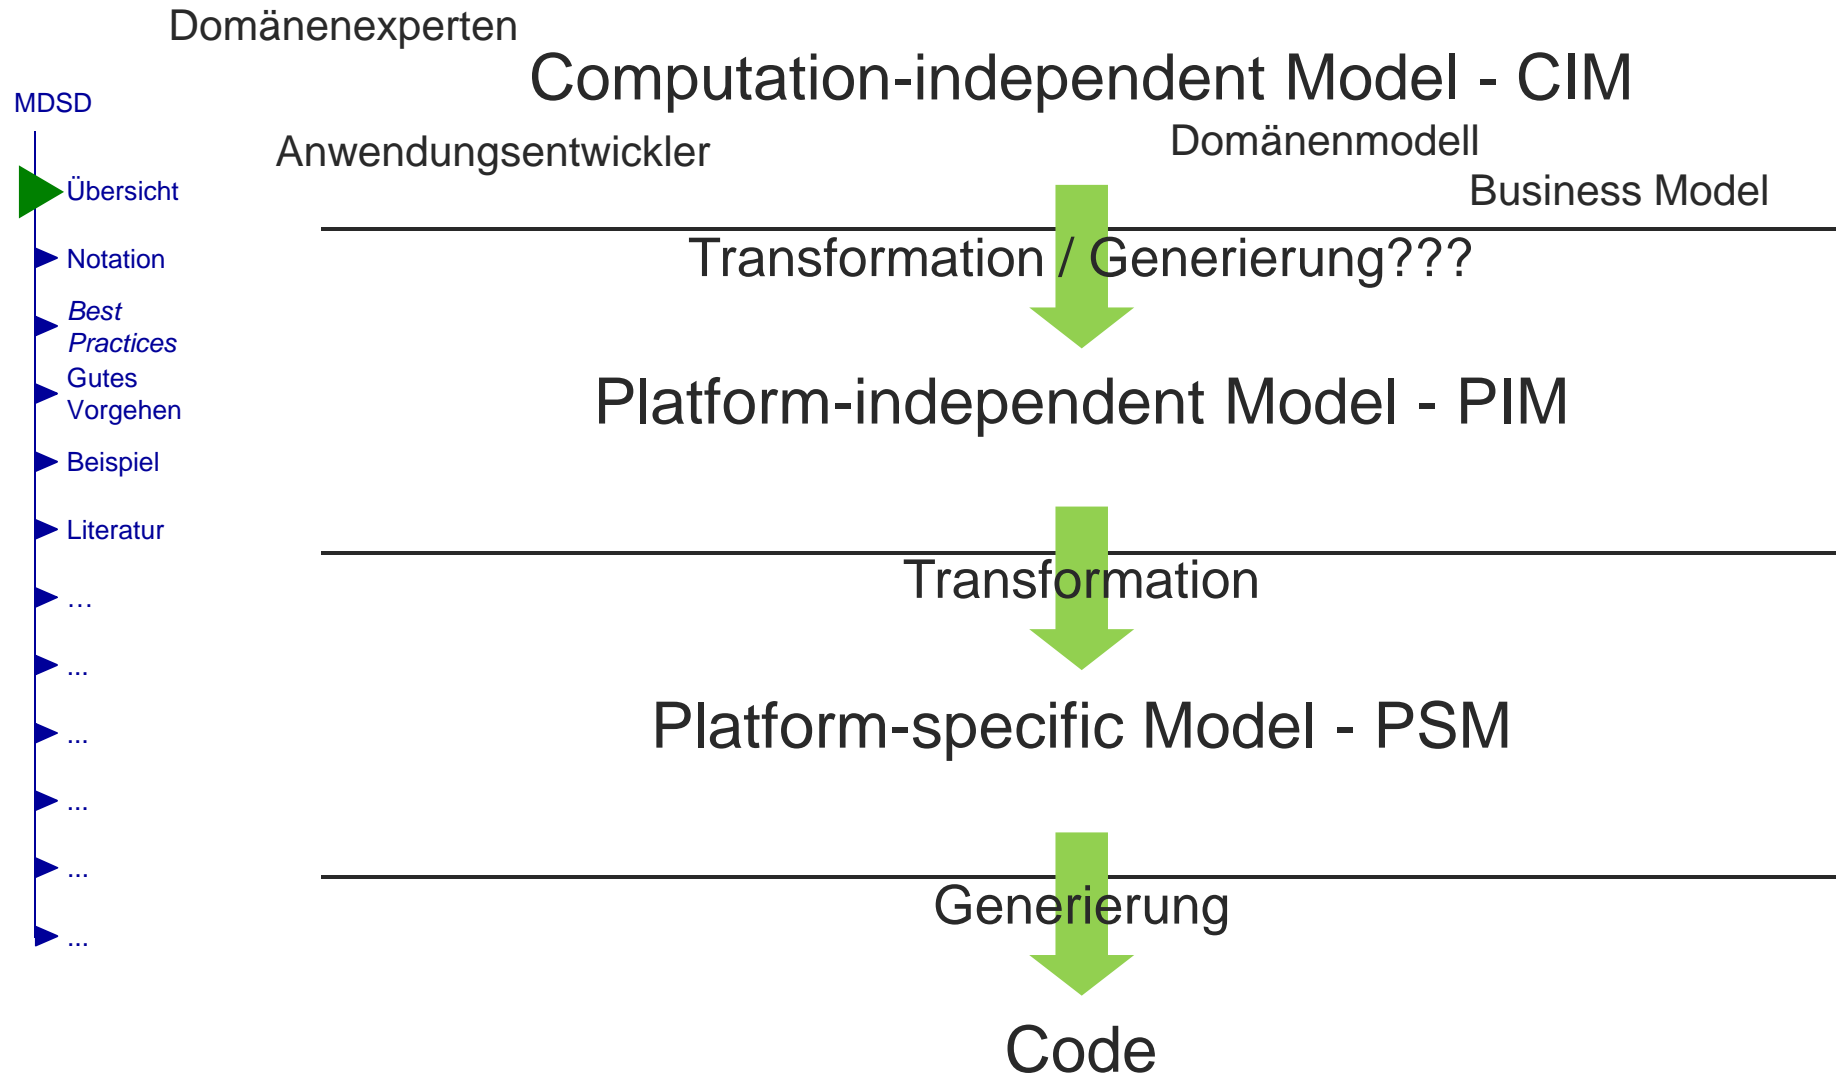 Domänenexperten
Computation-independent Model - CIM
MDSD
Anwendungsentwickler
Domänenmodell
Business Model
Übersicht
Notation
Best
Practices
Gutes
Vorgehen
Beispiel
Literatur
…
...
...
...
...
...
Transformation / Generierung???
Platform-independent Model - PIM
Transformation
Platform-specific Model - PSM
Generierung
Code